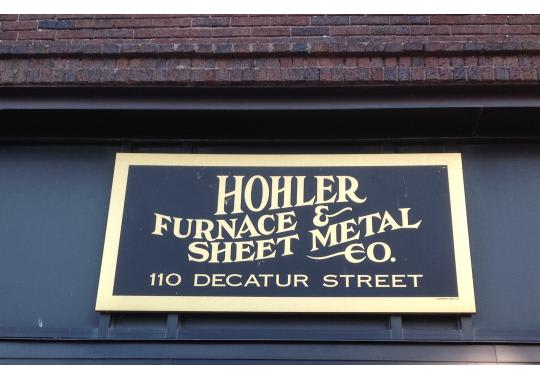 HOHLER
FURNACE & 
SHEET METAL
CO.
110 DECATUR STREET